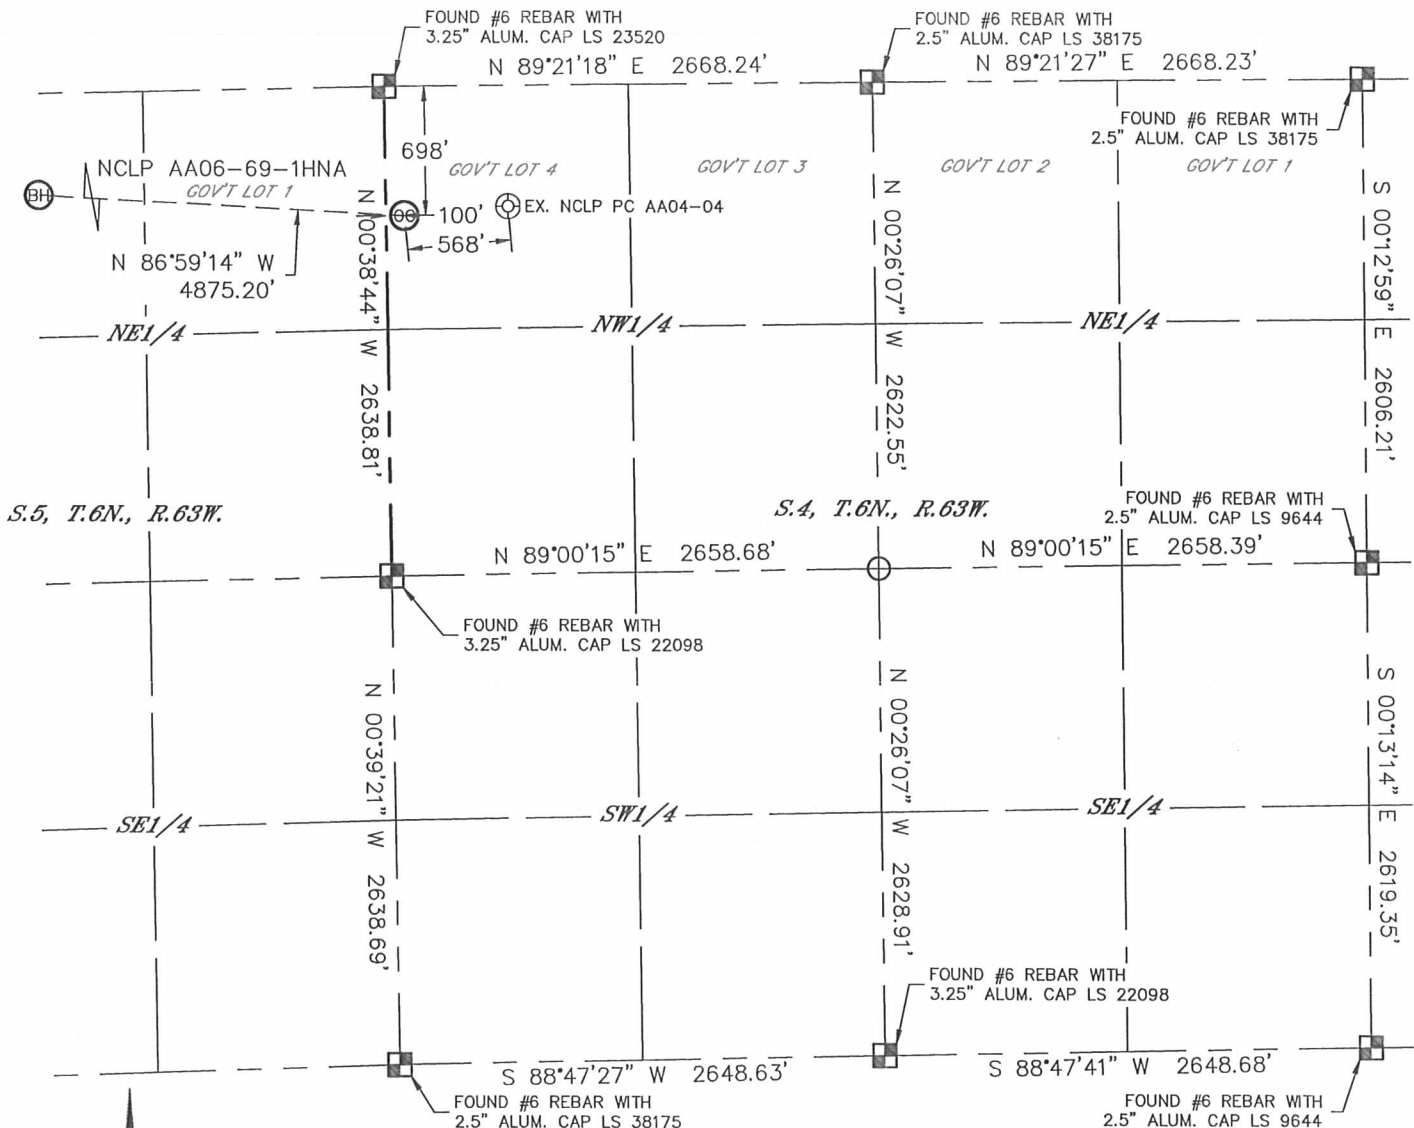 FOUND #6 REBAR WITH
3.25" ALUM. CAP LS 23520
FOUND #6 REBAR WITH
2.5" ALUM. CAP LS 38175
N 89°21'18" E 2668.24'
N 89°21'27" E 2668.23'
FOUND #6 REBAR WITH
2.5" ALUM. CAP LS 38175
698'
NCLP AA06-69-1HNA
GOV'T LOT 1
GOV'T LOT 4
GOV'T LOT 3
GOV'T LOT 2
GOV'T LOT 1
BH
100'
EX. NCLP PC AA04-04
568'
N 86°59'14" W
4875.20'
N 00°38'44" W 2638.81'
N 00°26'07" W 2622.55'
S 00°12'59" E 2606.21'
NE1/4
NW1/4
NE1/4
S.5, T.6N., R.63W.
S.4, T.6N., R.63W.
FOUND #6 REBAR WITH
2.5" ALUM. CAP LS 9644
N 89°00'15" E 2658.68'
N 89°00'15" E 2658.39'
FOUND #6 REBAR WITH
3.25" ALUM. CAP LS 22098
N 00°39'21" W 2638.69'
N 00°26'07" W 2628.91'
S 00°13'14" E 2619.35'
SE1/4
SW1/4
SE1/4
FOUND #6 REBAR WITH
3.25" ALUM. CAP LS 22098
S 88°47'27" W 2648.63'
S 88°47'41" W 2648.68'
FOUND #6 REBAR WITH
2.5" ALUM. CAP LS 38175
FOUND #6 REBAR WITH
2.5" ALUM. CAP LS 9644